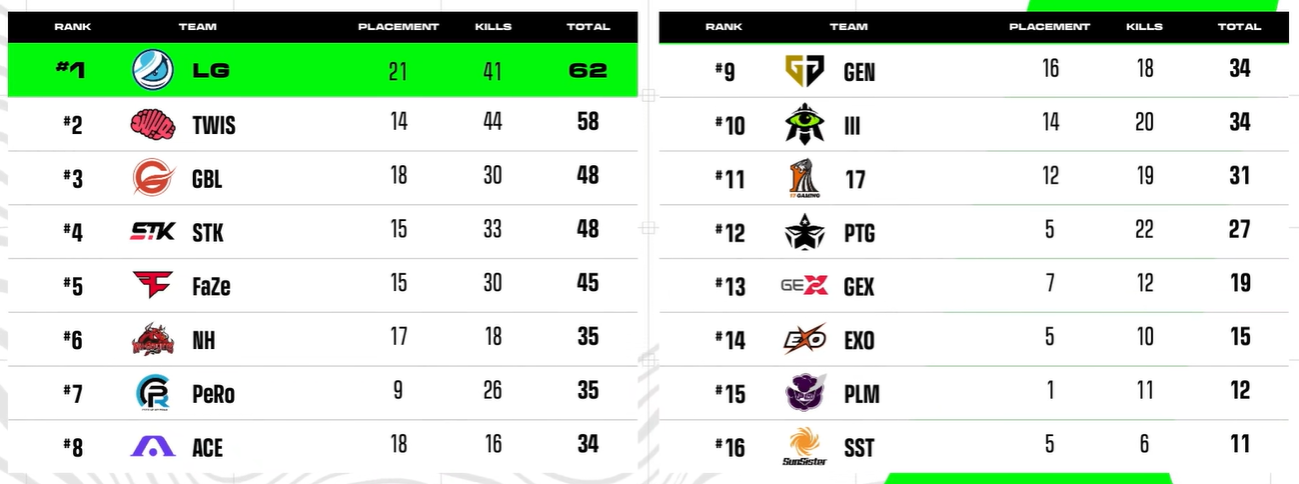 RANK TEAM PLACEMENT KILLS TOTAL
#1 LG 21 41 62
#2 TWIS 14 44 58
#3 GBL 18 30 48
#4 STK STK 15 33 48
#5 FaZe 15 30 45
#6 NH 17 18 35
#7 PeRo 9 26 35
#8 ACE 18 16 34
RANK TEAM PLACEMENT KILLS TOTAL
#9 GEN 16 18 34
#10 III 14 20 34
#11 17 GAMING 17 12 19 31
#12 PTG 5 22 27
#13 GEX GEX 7 12 19
#14 EXO EXO 5 10 15
#15 PLM 1 11 12
#16 SunSister SST 5 6 11